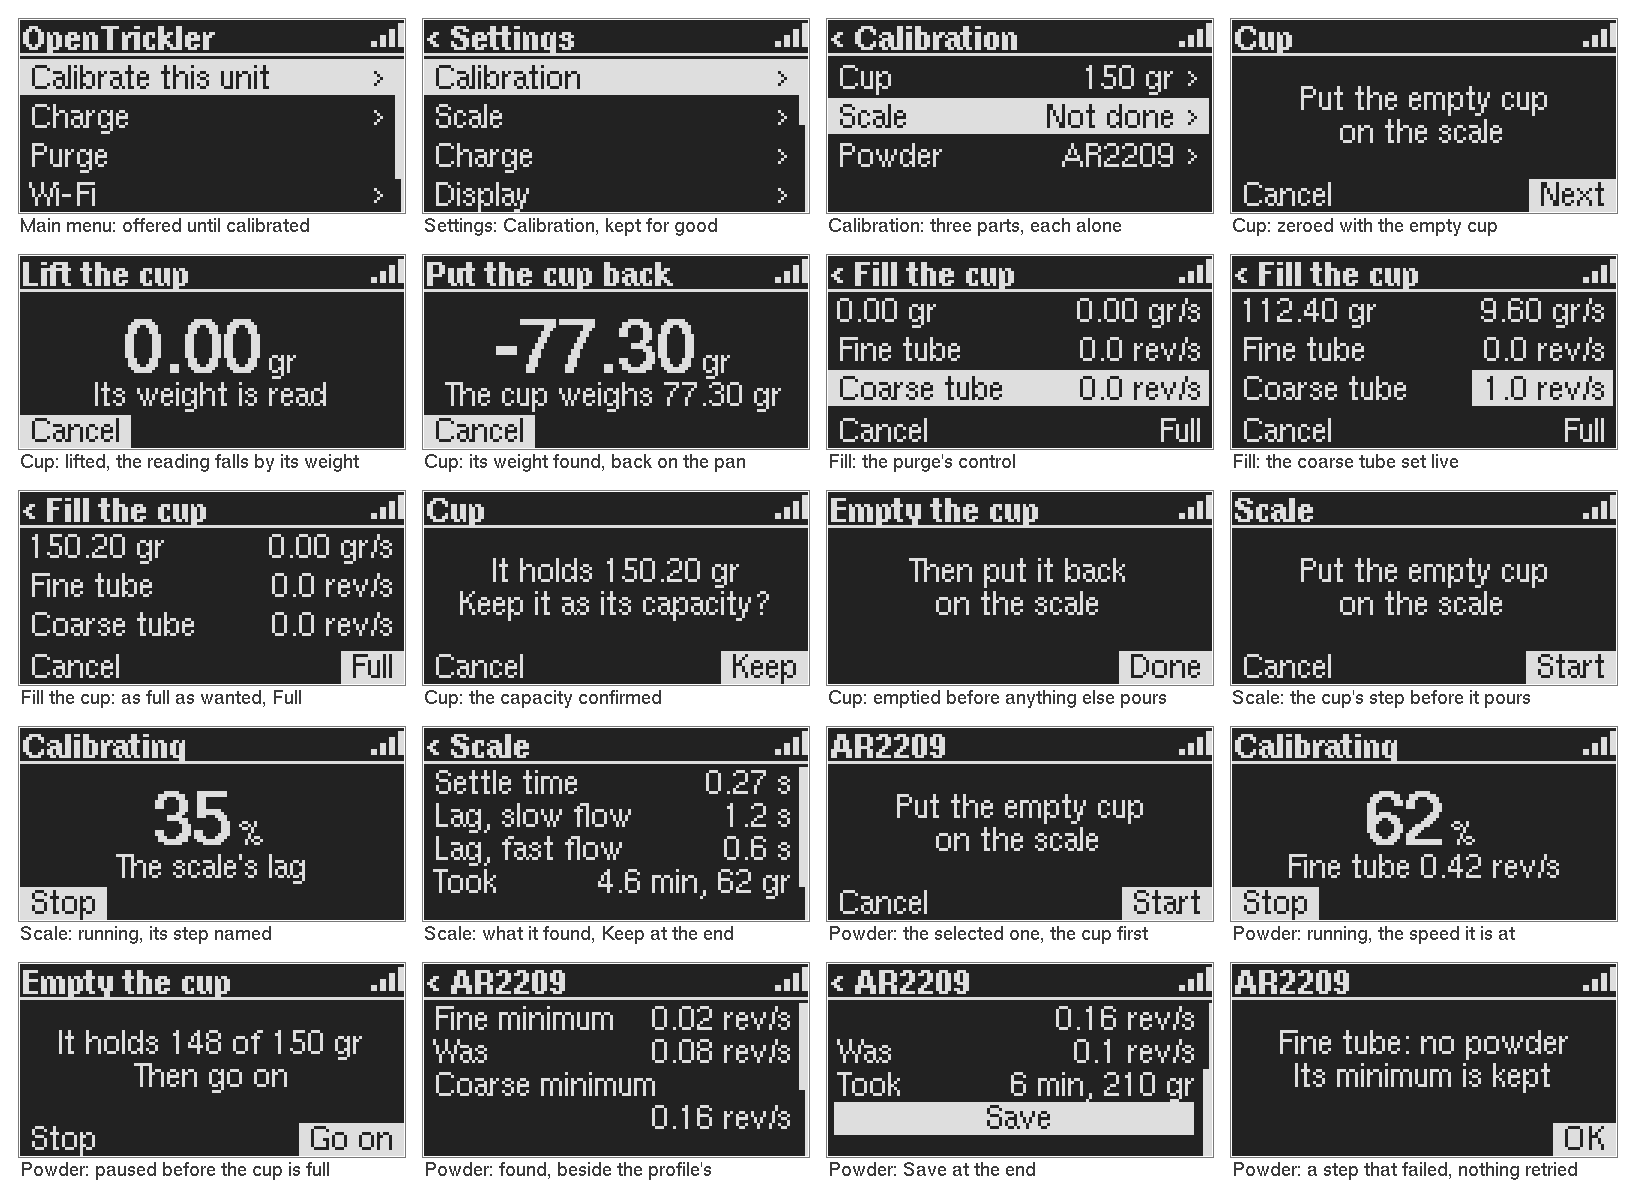 OpenTrickler
Calibrate this unit >
Charge >
Purge
Wi-Fi >
Main menu: offered until calibrated
< Settings
Calibration >
Scale >
Charge >
Display >
Settings: Calibration, kept for good
< Calibration
Cup 150 gr >
Scale Not done >
Powder AR2209 >
Calibration: three parts, each alone
Cup
Put the empty cup
on the scale
Cancel Next
Cup: zeroed with the empty cup
Lift the cup
0.00 gr
Its weight is read
Cancel
Cup: lifted, the reading falls by its weight
Put the cup back
-77.30 gr
The cup weighs 77.30 gr
Cancel
Cup: its weight found, back on the pan
< Fill the cup
0.00 gr 0.00 gr/s
Fine tube 0.0 rev/s
Coarse tube 0.0 rev/s
Cancel Full
Fill: the purge's control
< Fill the cup
112.40 gr 9.60 gr/s
Fine tube 0.0 rev/s
Coarse tube 1.0 rev/s
Cancel Full
Fill: the coarse tube set live
< Fill the cup
150.20 gr 0.00 gr/s
Fine tube 0.0 rev/s
Coarse tube 0.0 rev/s
Cancel Full
Fill the cup: as full as wanted, Full
Cup
It holds 150.20 gr
Keep it as its capacity?
Cancel Keep
Cup: the capacity confirmed
Empty the cup
Then put it back
on the scale
Done
Cup: emptied before anything else pours
Scale
Put the empty cup
on the scale
Cancel Start
Scale: the cup's step before it pours
Calibrating
35 %
The scale's lag
Stop
Scale: running, its step named
< Scale
Settle time 0.27 s
Lag, slow flow 1.2 s
Lag, fast flow 0.6 s
Took 4.6 min, 62 gr
Scale: what it found, Keep at the end
AR2209
Put the empty cup
on the scale
Cancel Start
Powder: the selected one, the cup first
Calibrating
62 %
Fine tube 0.42 rev/s
Stop
Powder: running, the speed it is at
Empty the cup
It holds 148 of 150 gr
Then go on
Stop Go on
Powder: paused before the cup is full
< AR2209
Fine minimum 0.02 rev/s
Was 0.08 rev/s
Coarse minimum
0.16 rev/s
Powder: found, beside the profile's
< AR2209
0.16 rev/s
Was 0.1 rev/s
Took 6 min, 210 gr
Save
Powder: Save at the end
AR2209
Fine tube: no powder
Its minimum is kept
OK
Powder: a step that failed, nothing retried